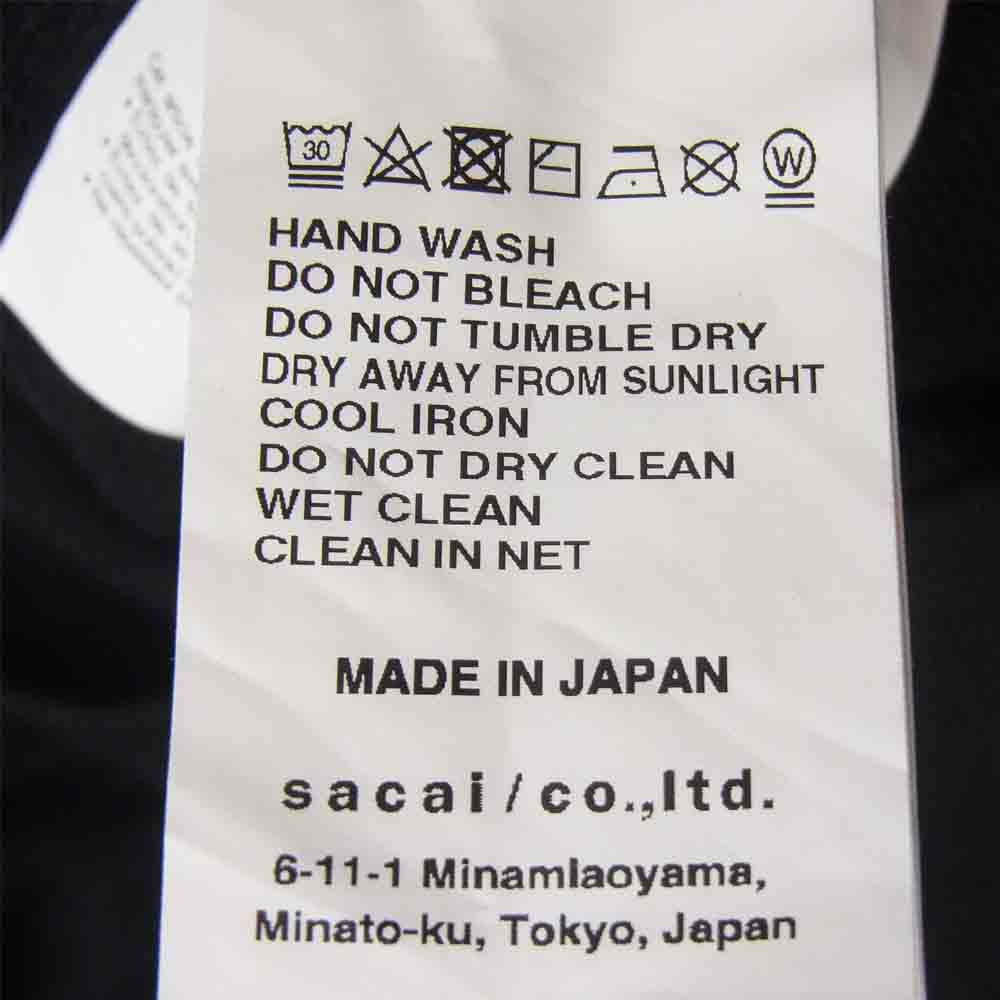 30
W
HAND WASH
DO NOT BLEACH
DO NOT TUMBLE DRY
DRY AWAY FROM SUNLIGHT
COOL IRON
DO NOT DRY CLEAN
WET CLEAN
CLEAN IN NET
MADE IN JAPAN
sacai / co.,ltd.
6-11-1 Minamlaoyama,
Minato-ku, Tokyo, Japan